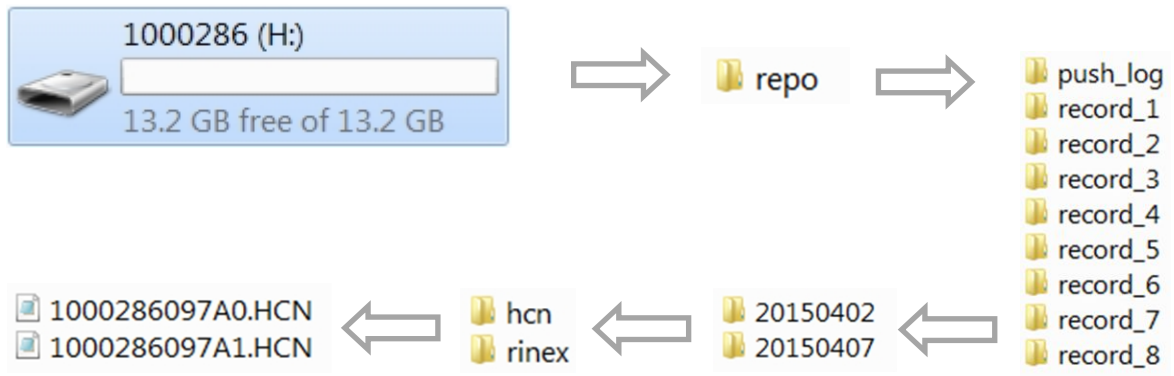 1000286 (H:)
13.2 GB free of 13.2 GB
repo
push_log
record_1
record_2
record_3
record_4
record_5
record_6
record_7
record_8
20150402
20150407
hcn
rinex
1000286097A0.HCN
1000286097A1.HCN